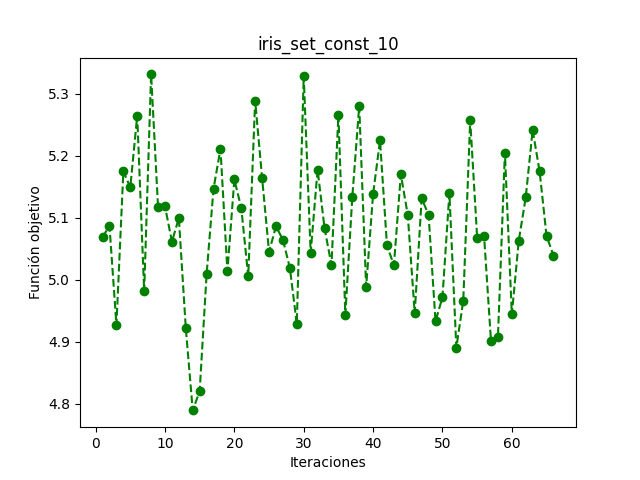 iris_set_const_10
Función objetivo
5.3
5.2
5.1
5.0
4.9
4.8
0 10 20 30 40 50 60
Iteraciones